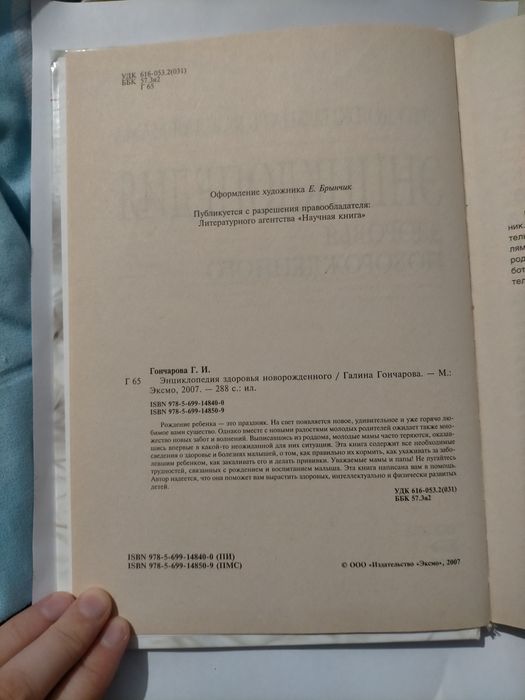 УДК 616-053.2(031)
ББК 57.3я2
Г 65
Оформление художника Е. Брынчик
Публикуется с разрешения правообладателя:
Литературного агентства «Научная книга»
Гончарова Г. И.
Г 65 Энциклопедия здоровья новорожденного / Галина Гончарова. — М.:
Эксмо, 2007. — 288 с.: ил.
ISBN 978-5-699-14840-0
ISBN 978-5-699-14850-9
Рождение ребенка — это праздник. На свет появляется новое, удивительное и уже горячо лю-
бимое вами существо. Однако вместе с новыми радостями молодых родителей ожидает также мно-
жество новых забот и волнений. Выписавшись из роддома, молодые мамы часто теряются, оказав-
шись впервые в какой-то неожиданной для них ситуации. Эта книга содержит все необходимые
сведения о здоровье и болезнях малышей, о том, как правильно их кормить, как ухаживать за забо-
левшим ребенком, как закаливать его и делать прививки. Уважаемые мамы и папы! Не пугайтесь
трудностей, связанных с рождением и воспитанием малыша. Эта книга написана вам в помощь.
Автор надеется, что она поможет вам вырастить здоровых, интеллектуально и физически развитых
детей.
УДК 616-053.2(031)
ББК 57.3я2
ISBN 978-5-699-14840-0 (ПИ)
ISBN 978-5-699-14850-9 (ПМС)
© ООО «Издательство «Эксмо», 2007
ник.
тель
лям
род
бот
тел